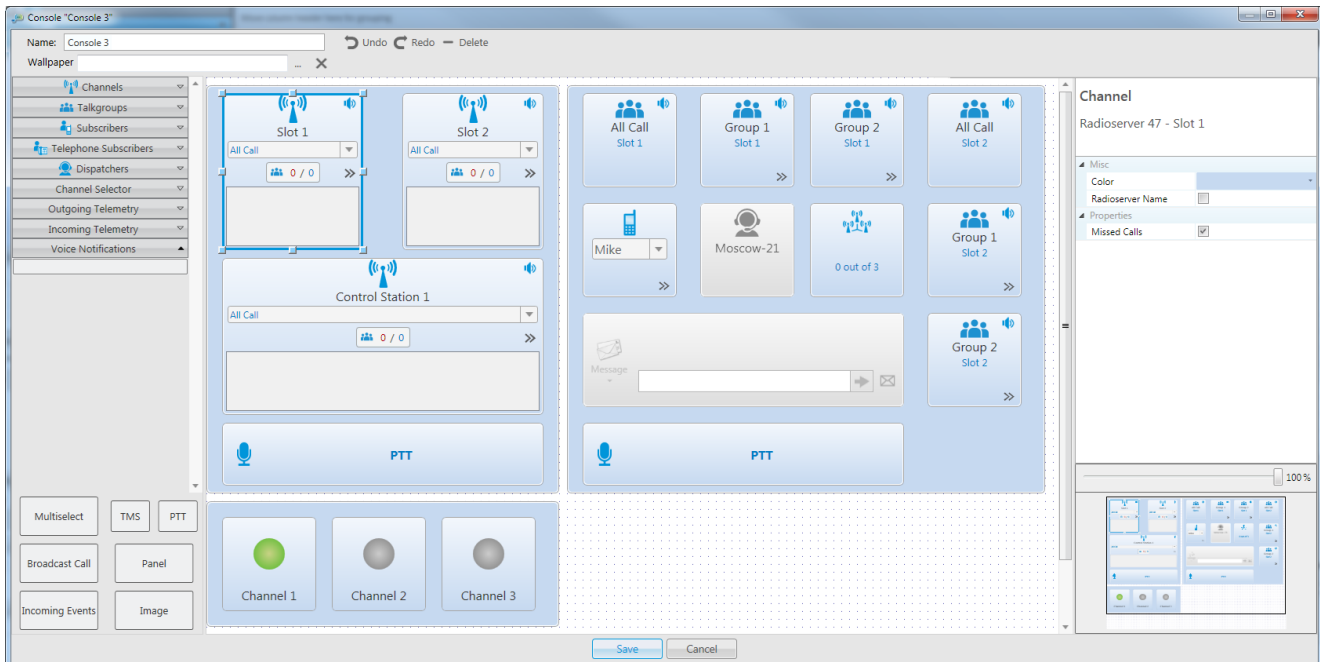 Console "Console 3"
Name: Console 3 Undo Redo Delete
Wallpaper ...
Channels
Talkgroups
Subscribers
Telephone Subscribers
Dispatchers
Channel Selector
Outgoing Telemetry
Incoming Telemetry
Voice Notifications
Multiselect TMS PTT
Broadcast Call Panel
Incoming Events Image
Slot 1
All Call
0 / 0
Slot 2
All Call
0 / 0
Control Station 1
All Call
0 / 0
PTT
Channel 1 Channel 2 Channel 3
All Call
Slot 1
Group 1
Slot 1
Group 2
Slot 1
All Call
Slot 2
Mike
Moscow-21
0 out of 3
Group 1
Slot 2
Message
Group 2
Slot 2
PTT
Channel
Radioserver 47 - Slot 1
Misc
Color
Radioserver Name
Properties
Missed Calls
100 %
Save Cancel